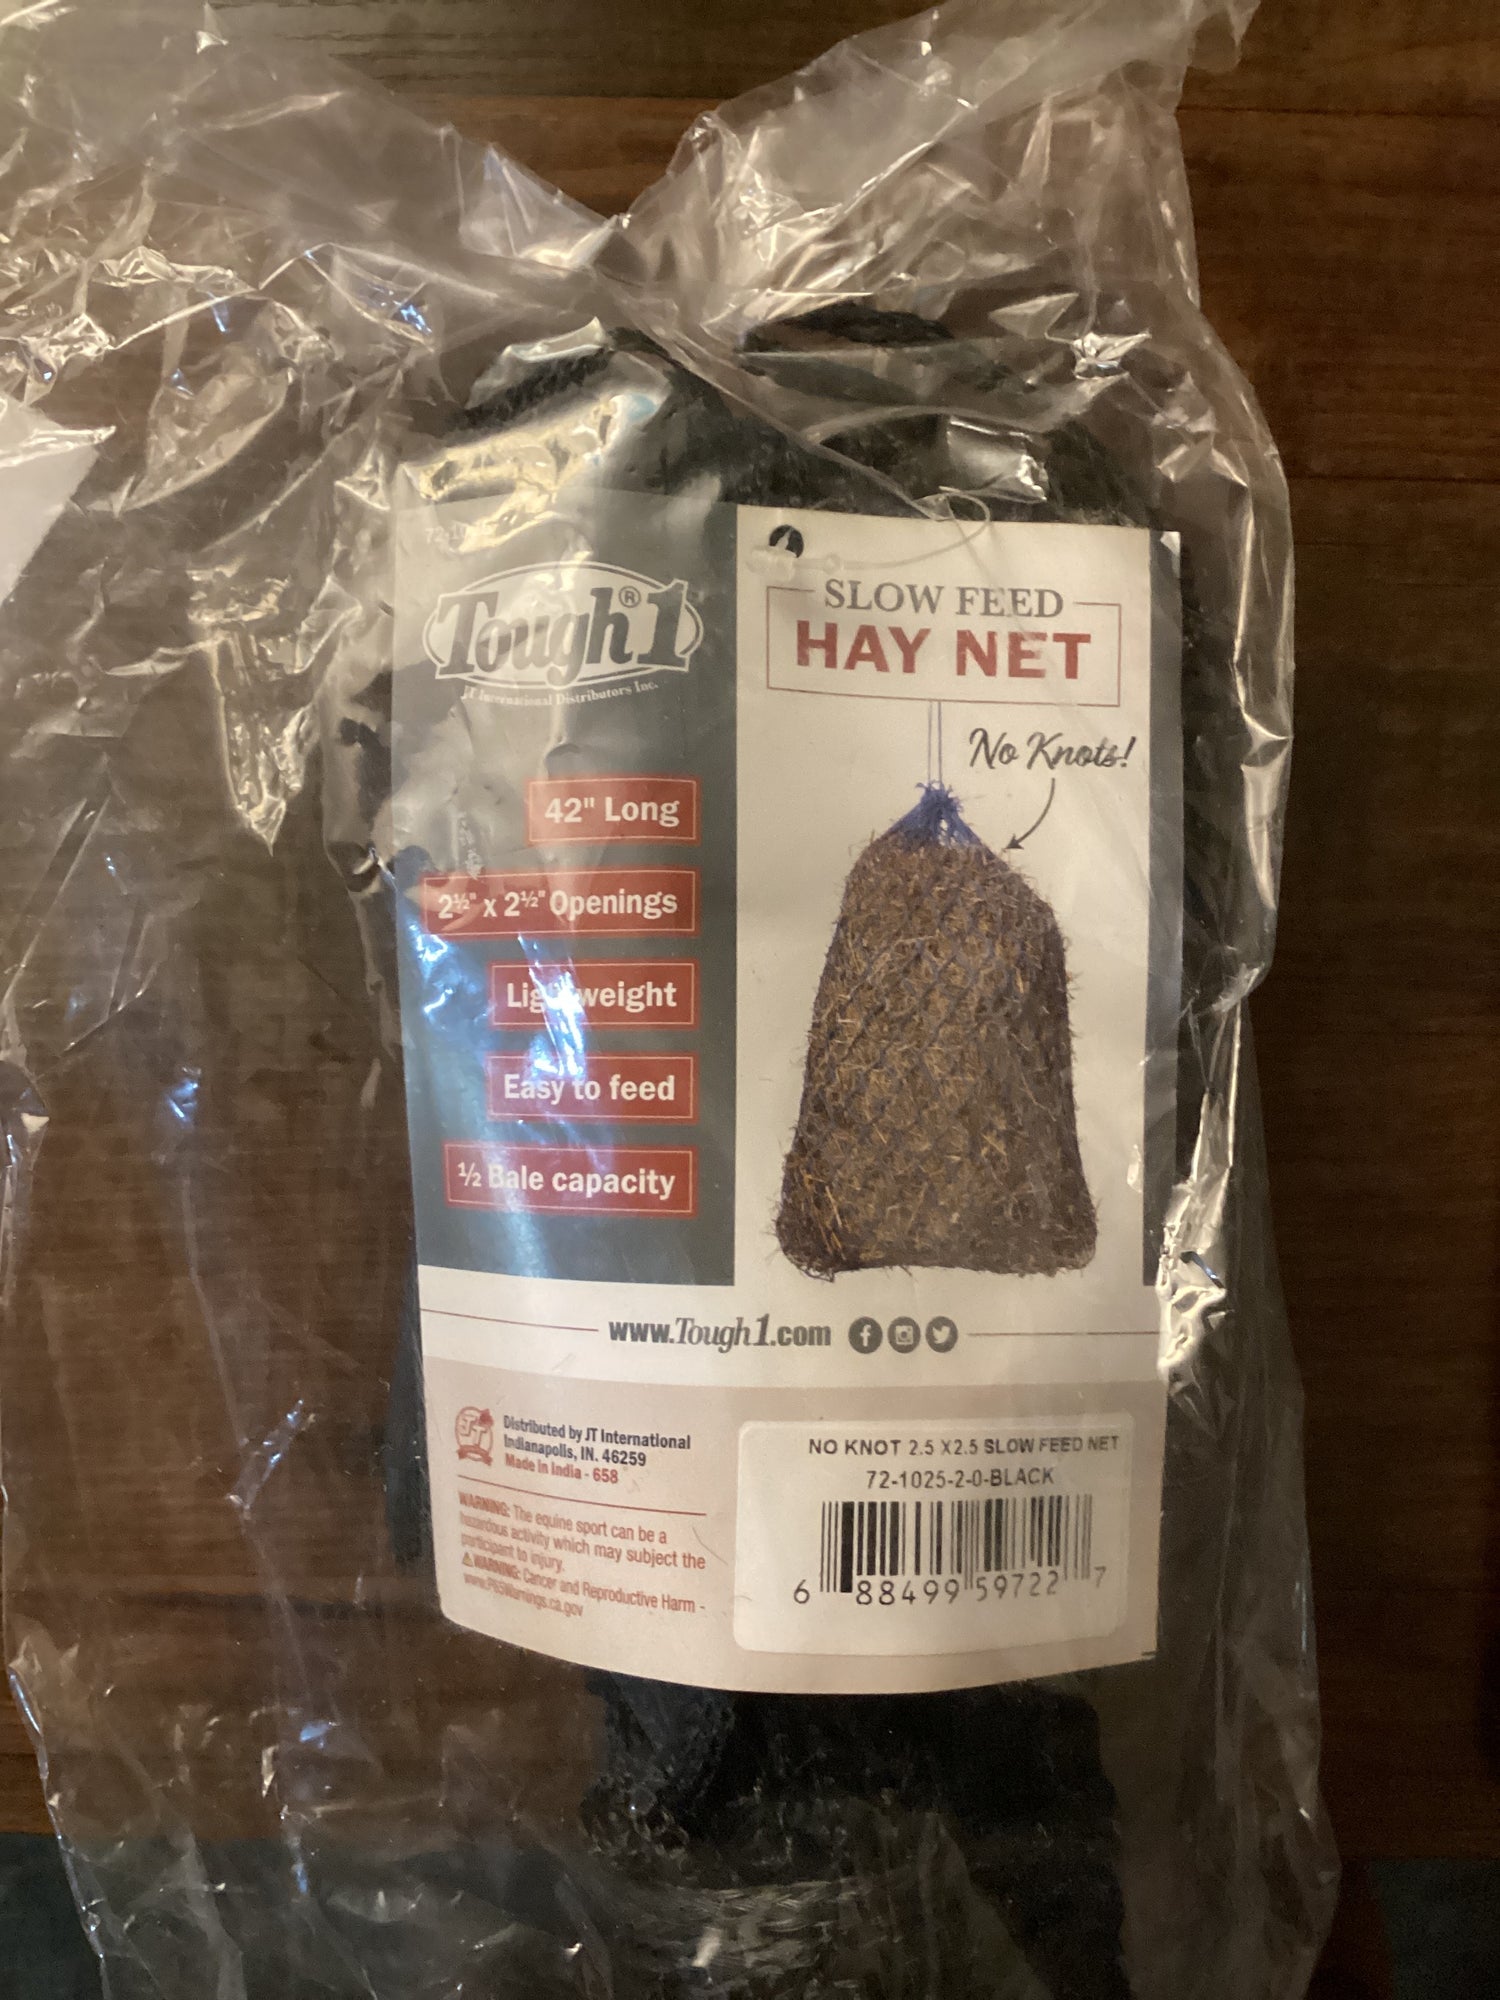 Tough®1
JT International Distributors Inc.
42" Long
2½" x 2½" Openings
Lightweight
Easy to feed
½ Bale capacity
SLOW FEED
HAY NET
No Knots!
www.Tough1.com
Distributed by JT International
Indianapolis, IN. 46259
Made in India - 658
WARNING: The equine sport can be a
hazardous activity which may subject the
participant to injury.
⚠WARNING: Cancer and Reproductive Harm -
www.P65Warnings.ca.gov
NO KNOT 2.5 X2.5 SLOW FEED NET
72-1025-2-0-BLACK
6 88499 59722 7